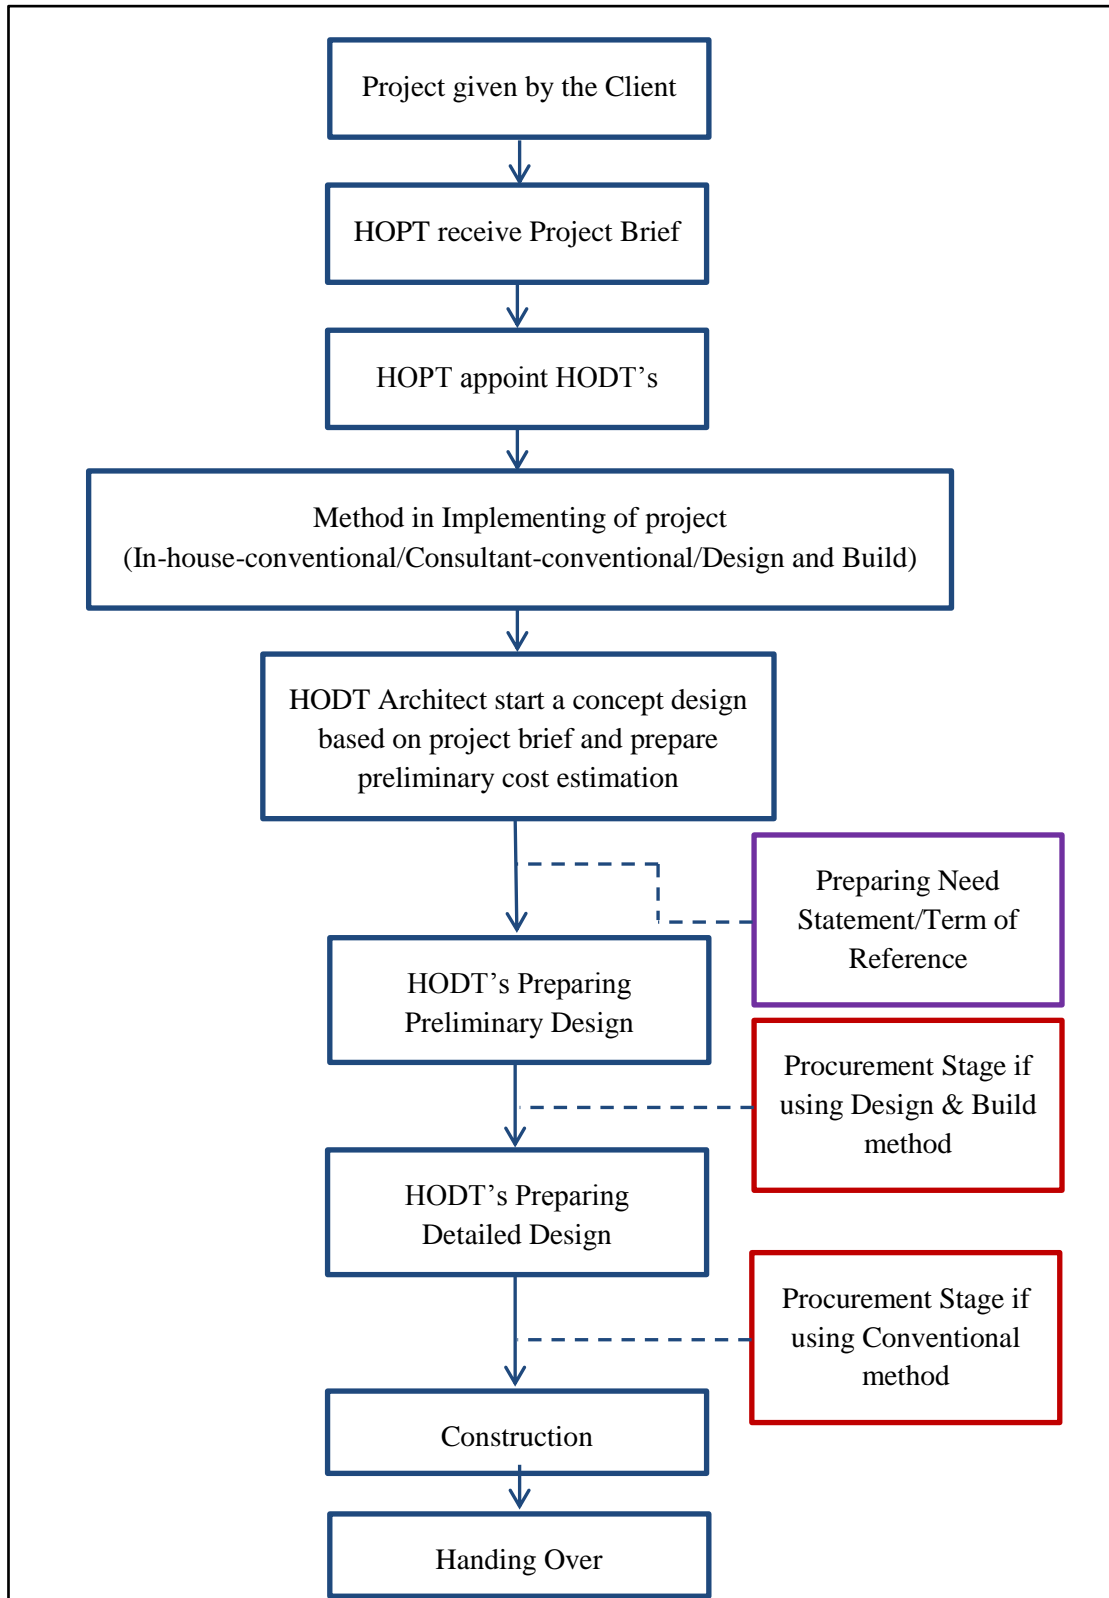 Project given by the Client
HOPT receive Project Brief
HOPT appoint HODT’s
Method in Implementing of project
(In-house-conventional/Consultant-conventional/Design and Build)
HODT Architect start a concept design
based on project brief and prepare
preliminary cost estimation
Preparing Need
Statement/Term of
Reference
HODT’s Preparing
Preliminary Design
Procurement Stage if
using Design & Build
method
HODT’s Preparing
Detailed Design
Procurement Stage if
using Conventional
method
Construction
Handing Over